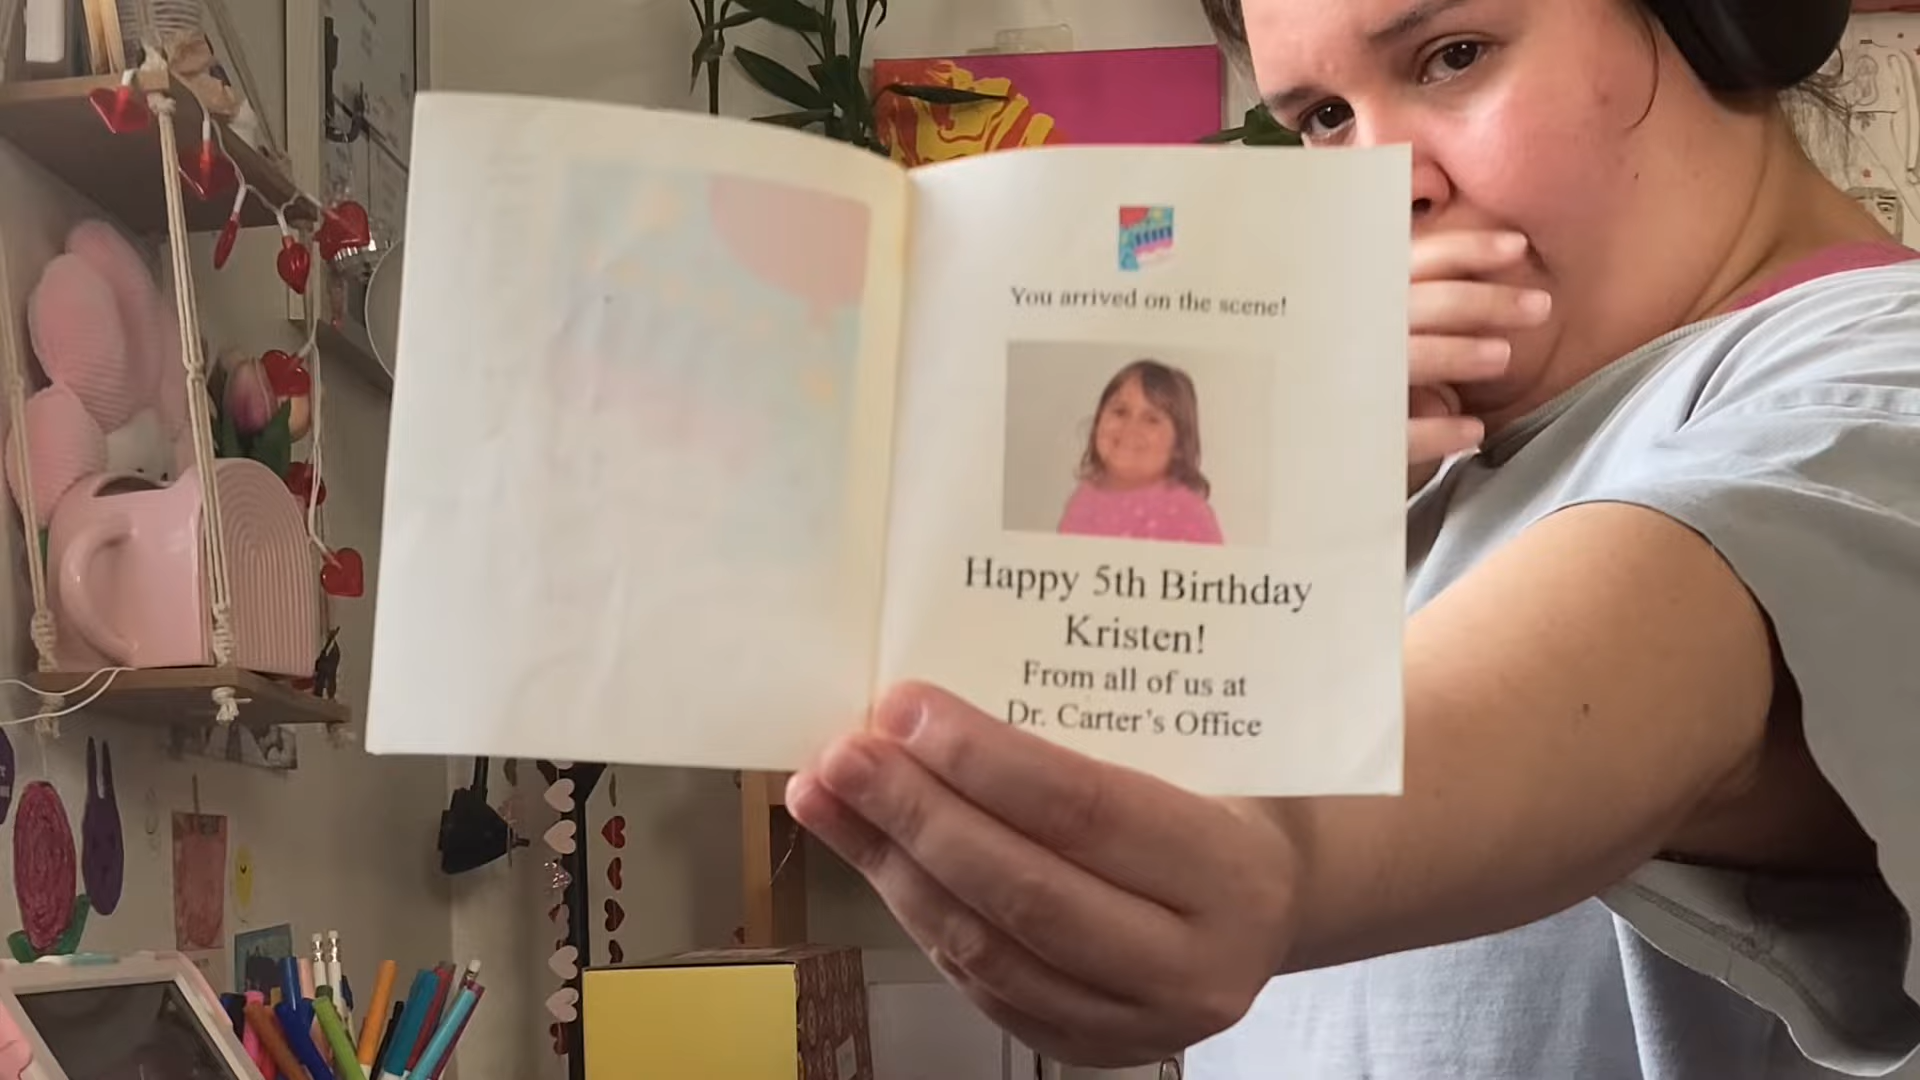 You arrived on the scene!
Happy 5th Birthday
Kristen!
From all of us at
Dr. Carter's Office